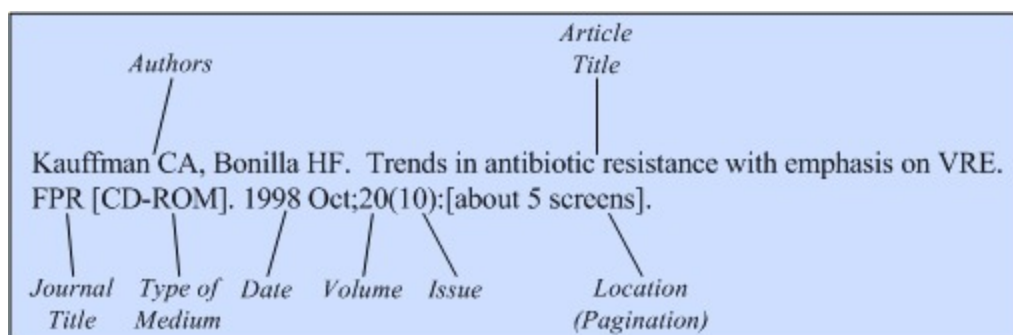 Article
Authors Title
Kauffman CA, Bonilla HF. Trends in antibiotic resistance with emphasis on VRE.
FPR [CD-ROM]. 1998 Oct;20(10):[about 5 screens].
Journal Type of Date Volume Issue Location
Title Medium (Pagination)